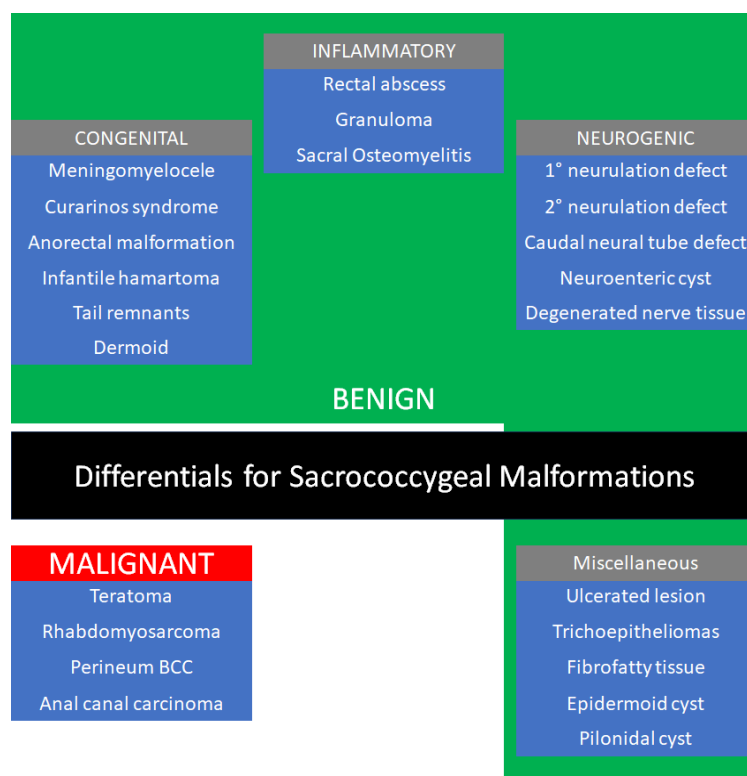 INFLAMMATORY
Rectal abscess
Granuloma
Sacral Osteomyelitis
CONGENITAL
Meningomyelocele
Curarinos syndrome
Anorectal malformation
Infantile hamartoma
Tail remnants
Dermoid
NEUROGENIC
1° neurulation defect
2° neurulation defect
Caudal neural tube defect
Neuroenteric cyst
Degenerated nerve tissue
BENIGN
Differentials for Sacrococcygeal Malformations
MALIGNANT
Teratoma
Rhabdomyosarcoma
Perineum BCC
Anal canal carcinoma
Miscellaneous
Ulcerated lesion
Trichoepitheliomas
Fibrofatty tissue
Epidermoid cyst
Pilonidal cyst